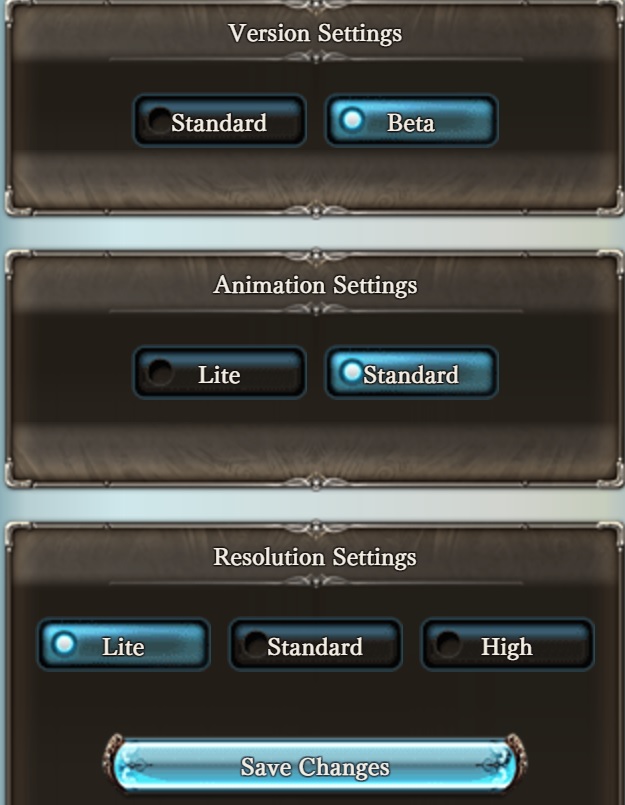 Version Settings
Standard Beta
Animation Settings
Lite Standard
Resolution Settings
Lite Standard High
Save Changes